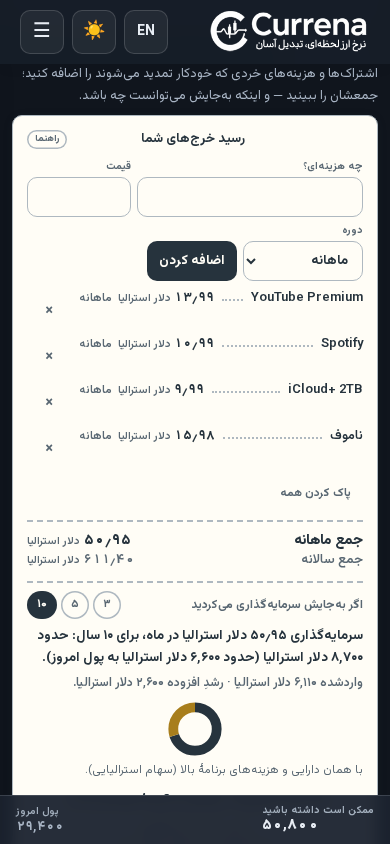 ☰ ☀️ EN Currena
نرخ ارز لحظه‌ای، تبدیل آسان
اشتراک‌ها و هزینه‌های خردی که خودکار تمدید می‌شوند را اضافه کنید؛
جمعشان را ببینید — و اینکه به‌جایش می‌توانست چه باشد.
رسید خرج‌های شما
راهنما
چه هزینه‌ای؟ قیمت
دوره
ماهانه اضافه کردن
YouTube Premium ۱۳٫۹۹ دلار استرالیا ماهانه
×
Spotify ۱۰٫۹۹ دلار استرالیا ماهانه
×
iCloud+ 2TB ۹٫۹۹ دلار استرالیا ماهانه
×
ناموف ۱۵٫۹۸ دلار استرالیا ماهانه
×
پاک کردن همه
جمع ماهانه ۵۰٫۹۵ دلار استرالیا
جمع سالانه ۶۱۱٫۴۰ دلار استرالیا
اگر به‌جایش سرمایه‌گذاری می‌کردید ۳ ۵ ۱۰
سرمایه‌گذاری ۵۰٫۹۵ دلار استرالیا در ماه، برای ۱۰ سال: حدود
۸٬۷۰۰ دلار استرالیا (حدود ۶٬۶۰۰ دلار استرالیا به پول امروز).
واردشده ۶٬۱۱۰ دلار استرالیا · رشدِ افزوده ۲٬۶۰۰ دلار استرالیا.
با همان دارایی و هزینه‌های برنامهٔ بالا (سهام استرالیایی).
ممکن است داشته باشید پول امروز
۵۰٬۸۰۰ ۲۹٬۴۰۰